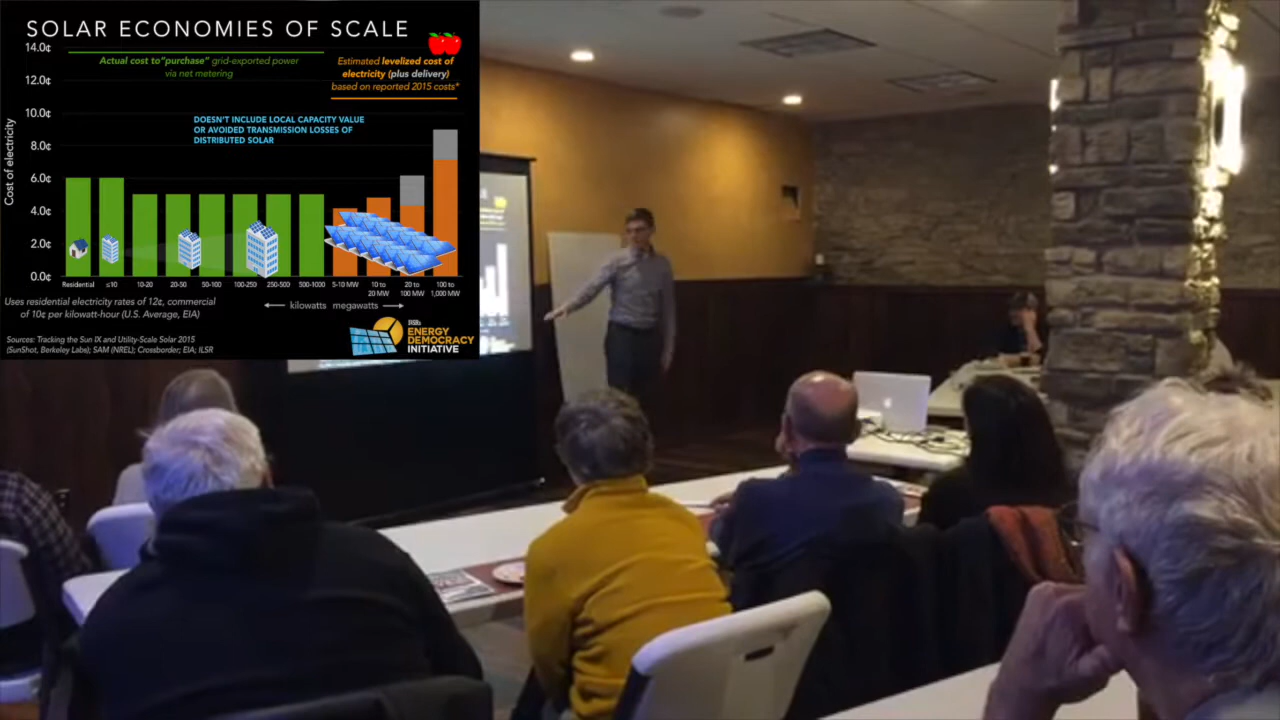 SOLAR ECONOMIES OF SCALE
14.0¢
Actual cost to"purchase" grid-exported power
via net metering
Estimated levelized cost of
electricity (plus delivery)
based on reported 2015 costs*
12.0¢
10.0¢
DOESN'T INCLUDE LOCAL CAPACITY VALUE
OR AVOIDED TRANSMISSION LOSSES OF
DISTRIBUTED SOLAR
8.0¢
6.0¢
4.0¢
2.0¢
0.0¢
Cost of electricity
Residential ≤10 10-20 20-50 50-100 100-250 250-500 500-1000 5-10 MW 10 to 20 to 100 to
20 MW 100 MW 1,000 MW
Uses residential electricity rates of 12¢, commercial
of 10¢ per kilowatt-hour (U.S. Average, EIA)
kilowatts megawatts
Sources: Tracking the Sun IX and Utility-Scale Solar 2015
(SunShot, Berkeley Labs); SAM (NREL); Crossborder; EIA; ILSR
ILSR's
ENERGY
DEMOCRACY
INITIATIVE